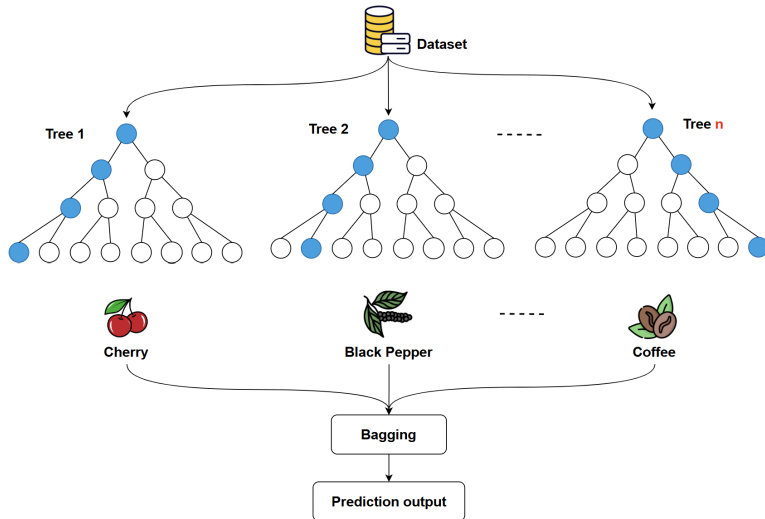 Dataset
Tree 1
Tree 2
Tree n
Cherry
Black Pepper
Coffee
Bagging
Prediction output